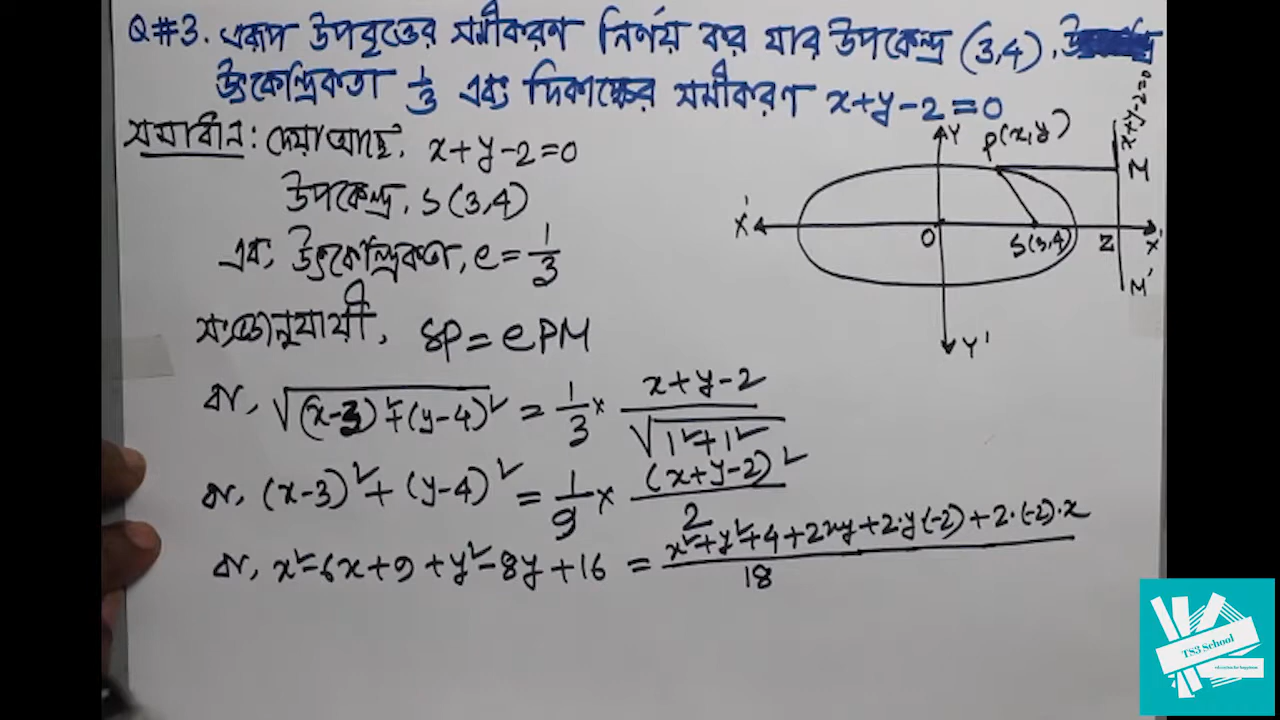 Q#3. এরূপ উপবৃত্তের সমীকরণ নির্ণয় কর যার উপকেন্দ্র (3,4),
উৎকেন্দ্রিকতা 1/3 এবং দিকাক্ষের সমীকরণ x+y-2=0
সমাধান: দেয়া আছে, x+y-2=0
উপকেন্দ্র, S(3,4)
এবং উৎকেন্দ্রিকতা, e = 1/3
সংজ্ঞানুযায়ী, SP = ePM
বা, √((x-3)²+(y-4)²) = 1/3 × (x+y-2)/√(1²+1²)
বা, (x-3)²+(y-4)² = 1/9 × (x+y-2)²/2
বা, x²-6x+9+y²-8y+16 = (x²+y²+4+2xy+2·y(-2)+2·(-2)·x)/18
Y
P(x,y)
x+y-2=0
M
X'
O
S(3,4)
Z
X
M'
Y'
TS3 School